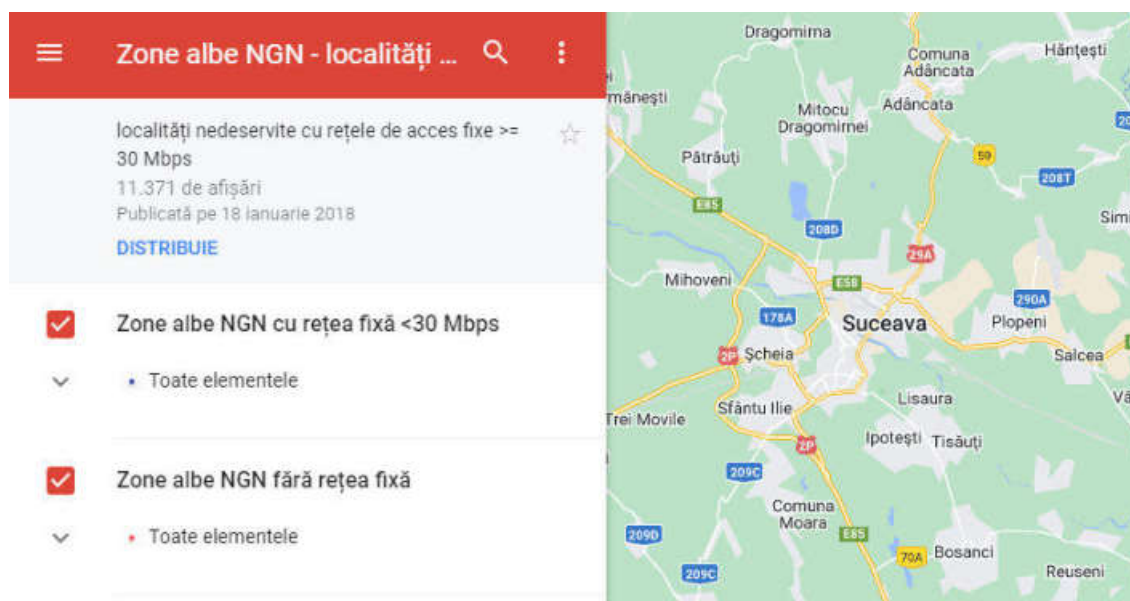 Zone albe NGN - localități ...
localități nedeservite cu rețele de acces fixe >=
30 Mbps
11.371 de afișări
Publicată pe 18 ianuarie 2018
DISTRIBUIE
Zone albe NGN cu rețea fixă <30 Mbps
Toate elementele
Zone albe NGN fără rețea fixă
Toate elementele
Dragomirna
Comuna
Adâncata
Hănțești
mânești
Mitocu
Dragomirnei
Adâncata
Pătrăuți
59
208T
E85
208D
Simi
29A
Mihoveni
E58
290A
178A
Suceava
Plopeni
2P
Șcheia
Salcea
Sfântu Ilie
Lisaura
Vă
Trei Movile
2P
Ipotești
Tișăuți
209C
Comuna
Moara
209D
E85
70A
Bosanci
209C
Reuseni